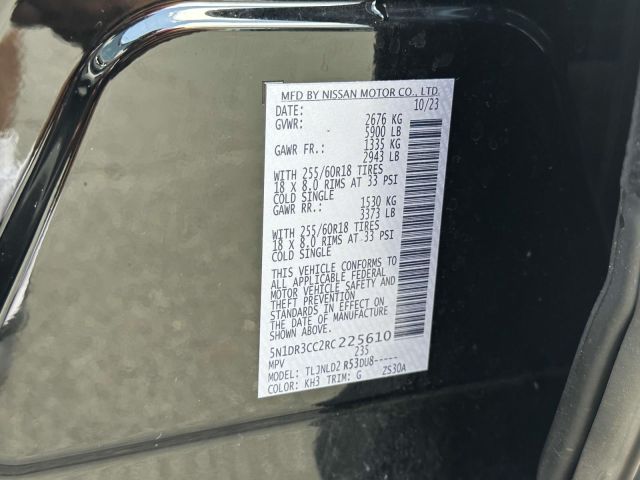 MFD BY NISSAN MOTOR CO., LTD.
DATE: 10/23
GVWR: 2676 KG
5900 LB
GAWR FR.: 1335 KG
2943 LB
WITH 255/60R18 TIRES
18 X 8.0 RIMS AT 33 PSI
COLD SINGLE
GAWR RR.: 1530 KG
3373 LB
WITH 255/60R18 TIRES
18 X 8.0 RIMS AT 33 PSI
COLD SINGLE
THIS VEHICLE CONFORMS TO
ALL APPLICABLE FEDERAL
MOTOR VEHICLE SAFETY AND
THEFT PREVENTION
STANDARDS IN EFFECT ON
THE DATE OF MANUFACTURE
SHOWN ABOVE.
5N1DR3CC2RC225610
MPV 235
MODEL: TLJNLD2 R53DU8-----
COLOR: KH3 TRIM: G ZS30A